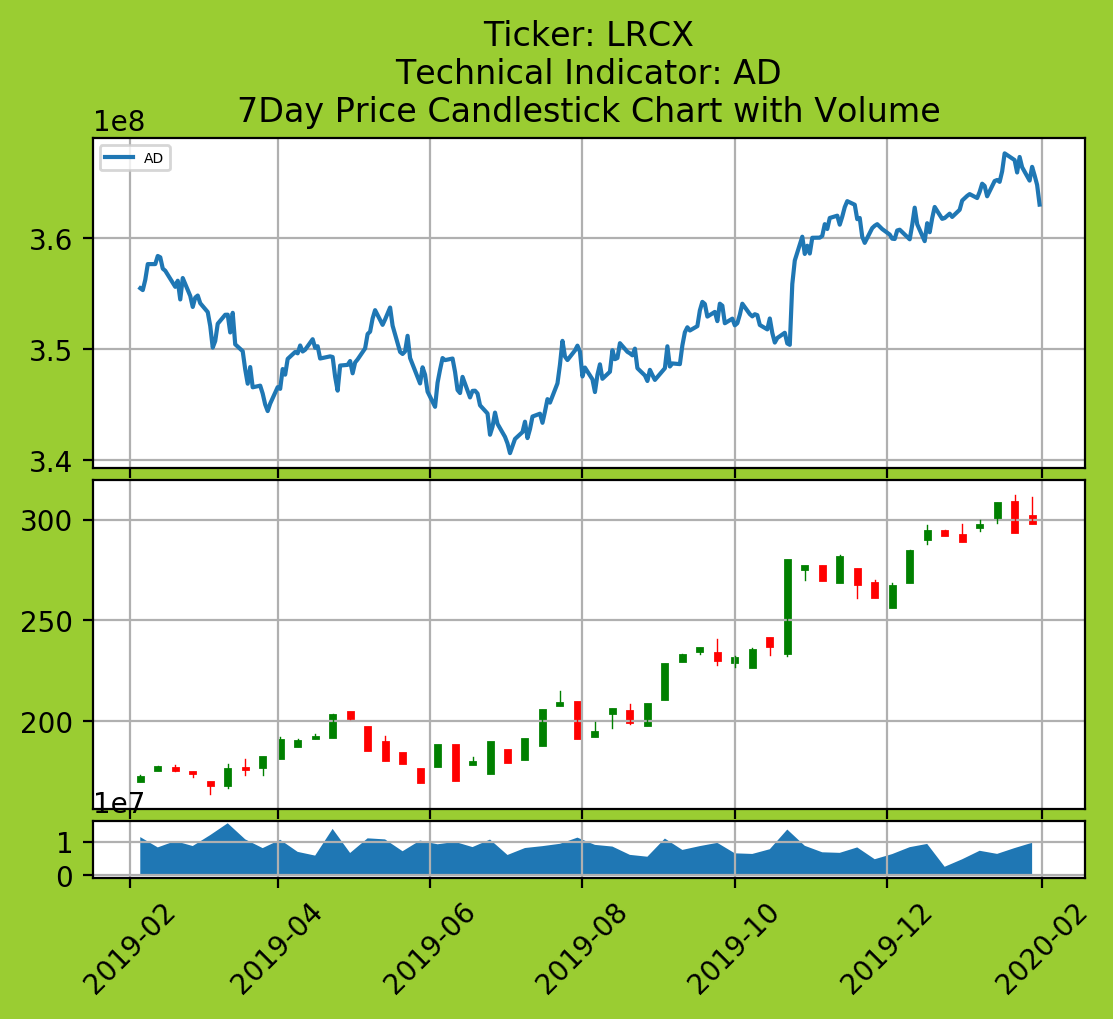 Ticker: LRCX
Technical Indicator: AD
7Day Price Candlestick Chart with Volume
1e8
AD
3.6
3.5
3.4
300
250
200
1e7
1
0
2019-02
2019-04
2019-06
2019-08
2019-10
2019-12
2020-02